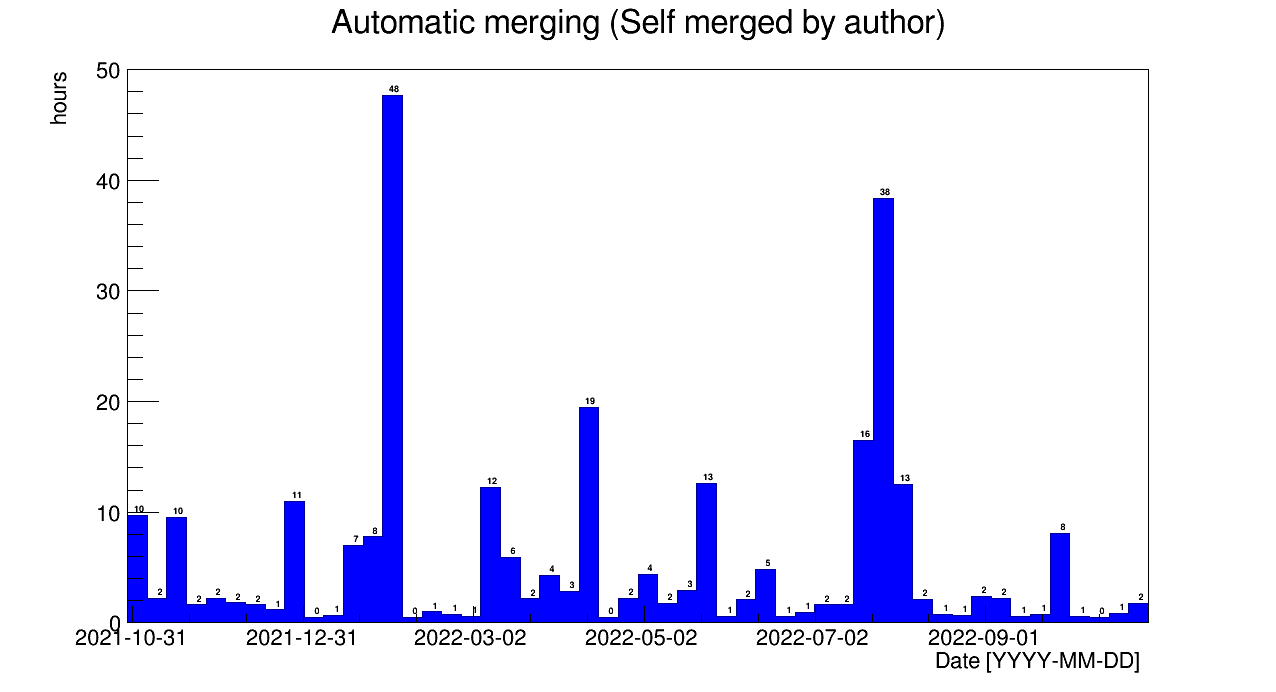 Automatic merging (Self merged by author)
hours
50
40
30
20
10
0
10 2 10 2 2 2 2 1 11 0 1 7 8 48 0 1 1 1 12 6 2 4 3 19 0 2 4 2 3 13 1 2 5 1 1 2 2 16 38 13 2 1 1 2 2 1 1 8 1 0 1 2
2021-10-31 2021-12-31 2022-03-02 2022-05-02 2022-07-02 2022-09-01
Date [YYYY-MM-DD]